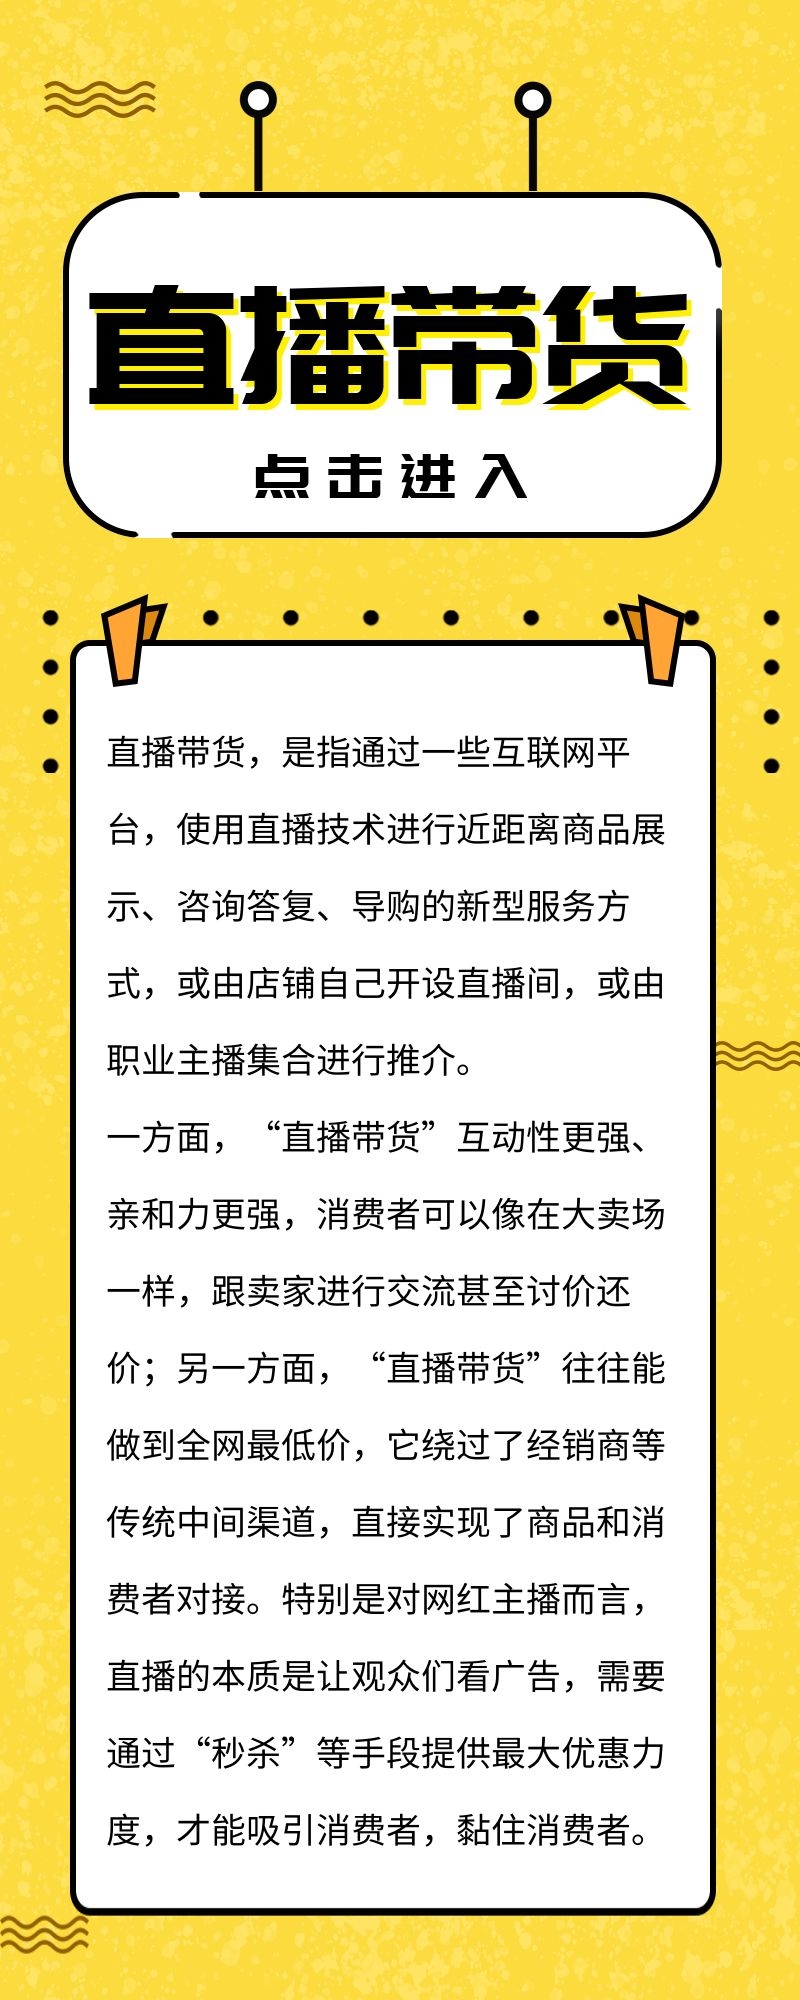 直播带货
点击进入
直播带货，是指通过一些互联网平
台，使用直播技术进行近距离商品展
示、咨询答复、导购的新型服务方
式，或由店铺自己开设直播间，或由
职业主播集合进行推介。
一方面，“直播带货”互动性更强、
亲和力更强，消费者可以像在大卖场
一样，跟卖家进行交流甚至讨价还
价；另一方面，“直播带货”往往能
做到全网最低价，它绕过了经销商等
传统中间渠道，直接实现了商品和消
费者对接。特别是对网红主播而言，
直播的本质是让观众们看广告，需要
通过“秒杀”等手段提供最大优惠力
度，才能吸引消费者，黏住消费者。